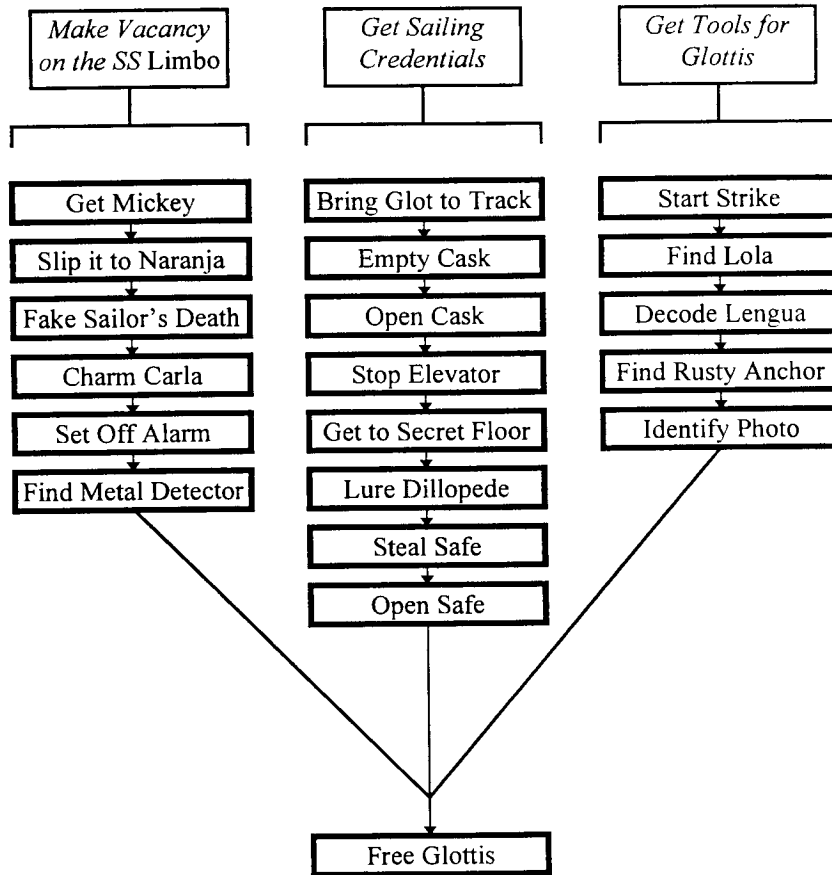 Make Vacancy
on the SS Limbo
Get Mickey
Slip it to Naranja
Fake Sailor's Death
Charm Carla
Set Off Alarm
Find Metal Detector
Get Sailing
Credentials
Bring Glot to Track
Empty Cask
Open Cask
Stop Elevator
Get to Secret Floor
Lure Dillopede
Steal Safe
Open Safe
Get Tools for
Glottis
Start Strike
Find Lola
Decode Lengua
Find Rusty Anchor
Identify Photo
Free Glottis